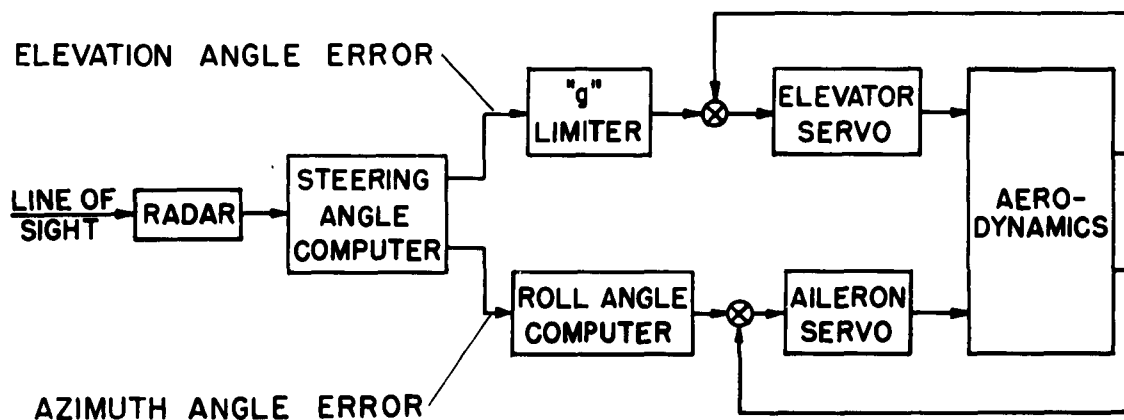 ELEVATION ANGLE ERROR
"g"
LIMITER
ELEVATOR
SERVO
LINE OF
SIGHT
RADAR
STEERING
ANGLE
COMPUTER
AERO-
DYNAMICS
ROLL ANGLE
COMPUTER
AILERON
SERVO
AZIMUTH ANGLE ERROR